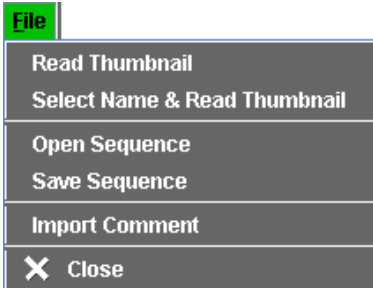 File
Read Thumbnail
Select Name & Read Thumbnail
Open Sequence
Save Sequence
Import Comment
Close